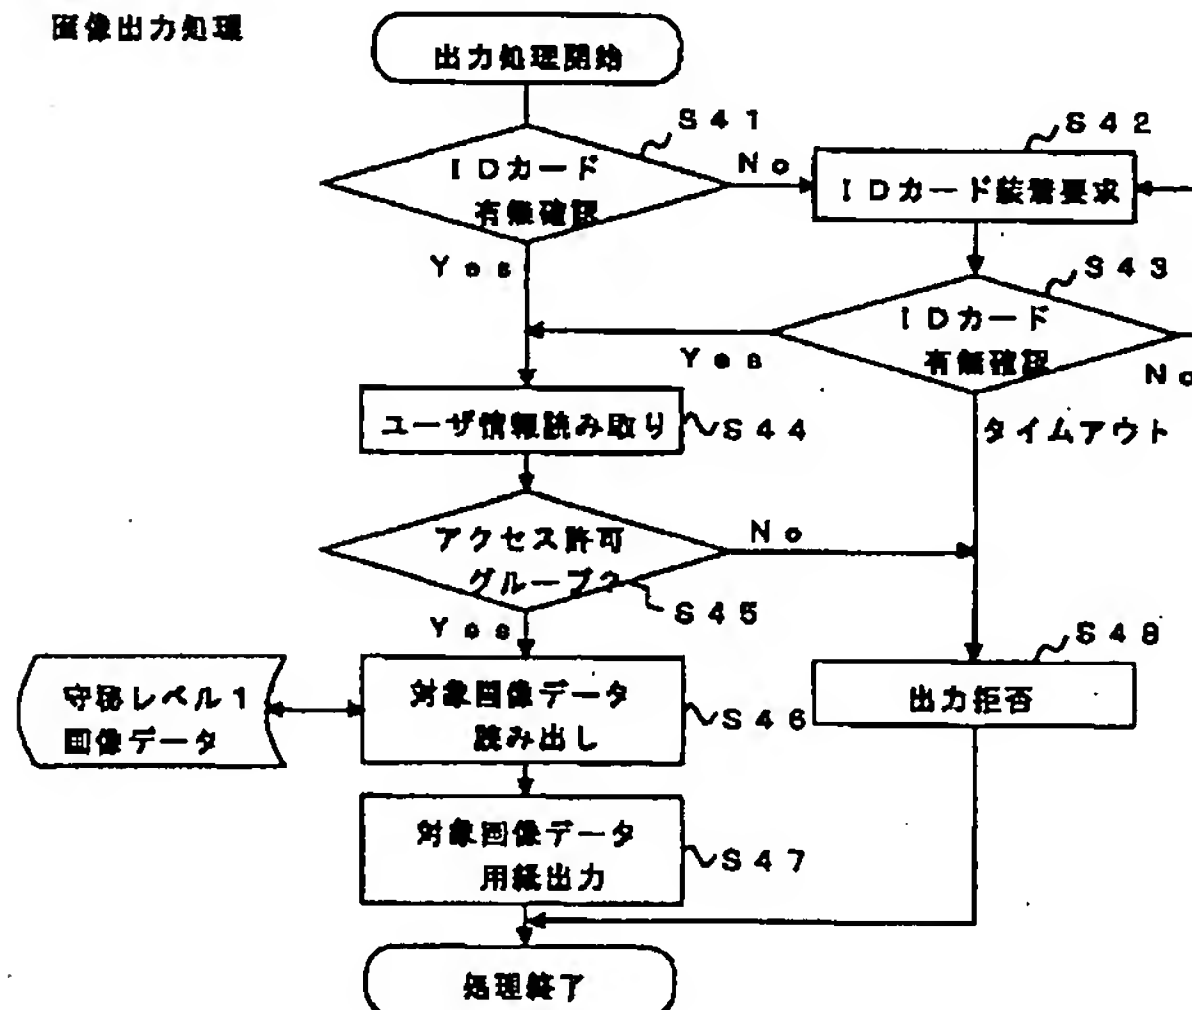 画像出力処理
出力処理開始
S41
IDカード
有無確認
No
Yes
S42
IDカード装着要求
S43
IDカード
有無確認
Yes
No
タイムアウト
ユーザ情報読み取り
S44
アクセス許可
グループ?
No
S45
Yes
守秘レベル1
画像データ
対象画像データ
読み出し
S46
S48
出力拒否
対象画像データ
用紙出力
S47
処理終了